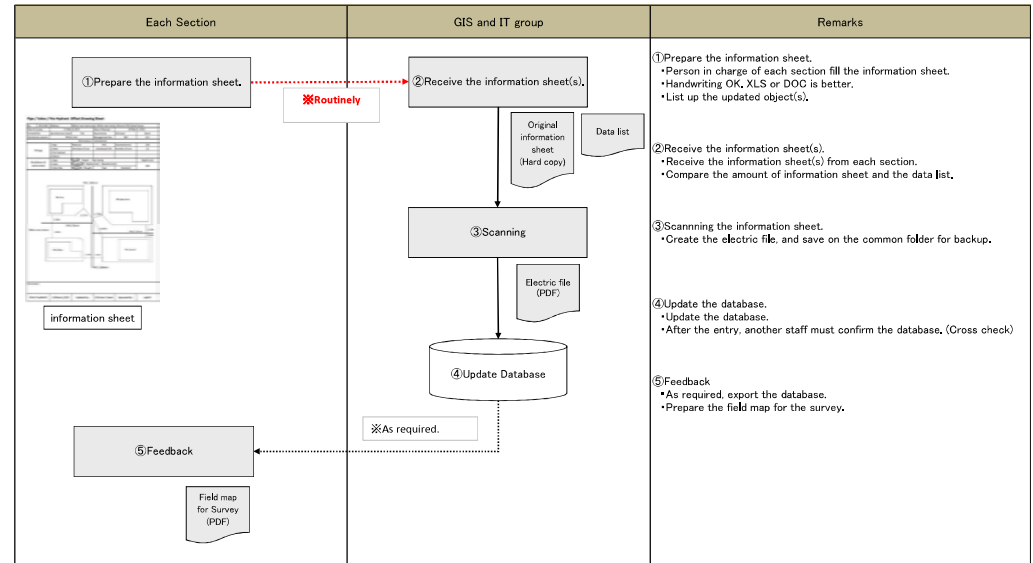 Each Section
GIS and IT group
Remarks
①Prepare the information sheet.
※Routinely
②Receive the information sheet(s).
Original
information
sheet
(Hard copy)
Data list
③Scanning
Electric file
(PDF)
④Update Database
※As required.
⑤Feedback
Field map
for Survey
(PDF)
information sheet
①Prepare the information sheet.
・Person in charge of each section fill the information sheet.
・Handwriting OK. XLS or DOC is better.
・List up the updated object(s).
②Receive the information sheet(s).
・Receive the information sheet(s) from each section.
・Compare the amount of information sheet and the data list.
③Scannning the information sheet.
・Create the electric file, and save on the common folder for backup.
④Update the database.
・Update the database.
・After the entry, another staff must confirm the database. (Cross check)
⑤Feedback
▪As required, export the database.
・Prepare the field map for the survey.